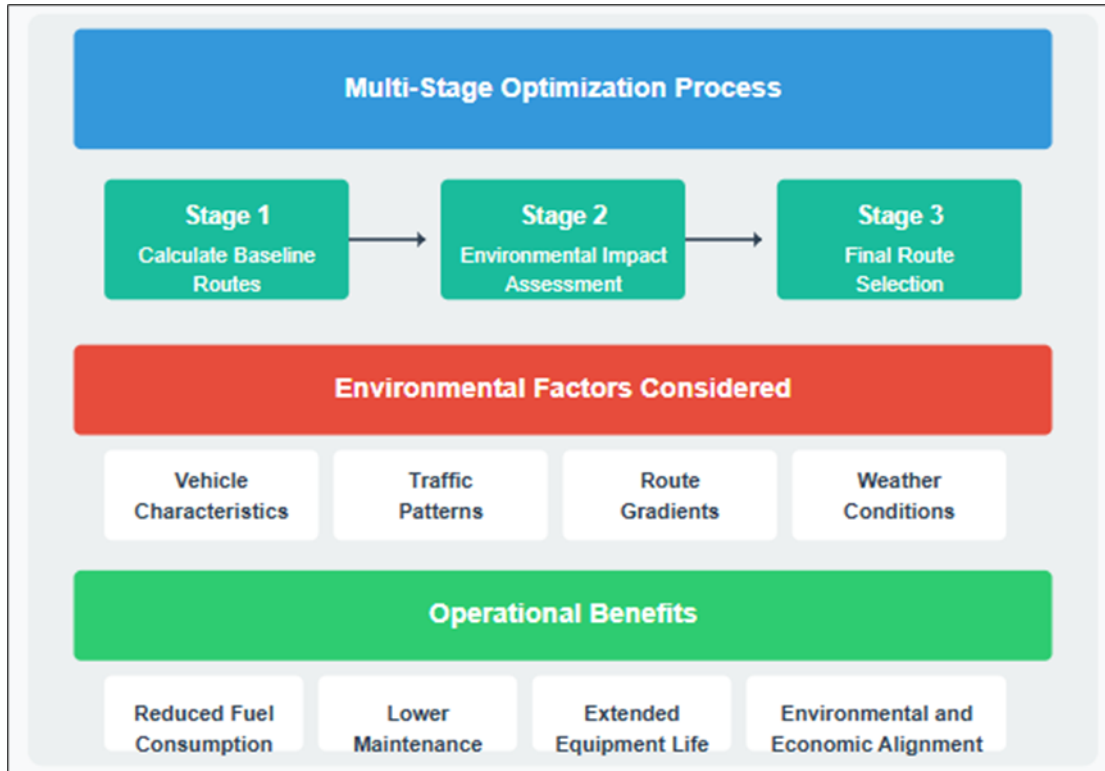 Multi-Stage Optimization Process
Stage 1
Calculate Baseline
Routes
Stage 2
Environmental Impact
Assessment
Stage 3
Final Route
Selection
Environmental Factors Considered
Vehicle
Characteristics
Traffic
Patterns
Route
Gradients
Weather
Conditions
Operational Benefits
Reduced Fuel
Consumption
Lower
Maintenance
Extended
Equipment Life
Environmental and
Economic Alignment